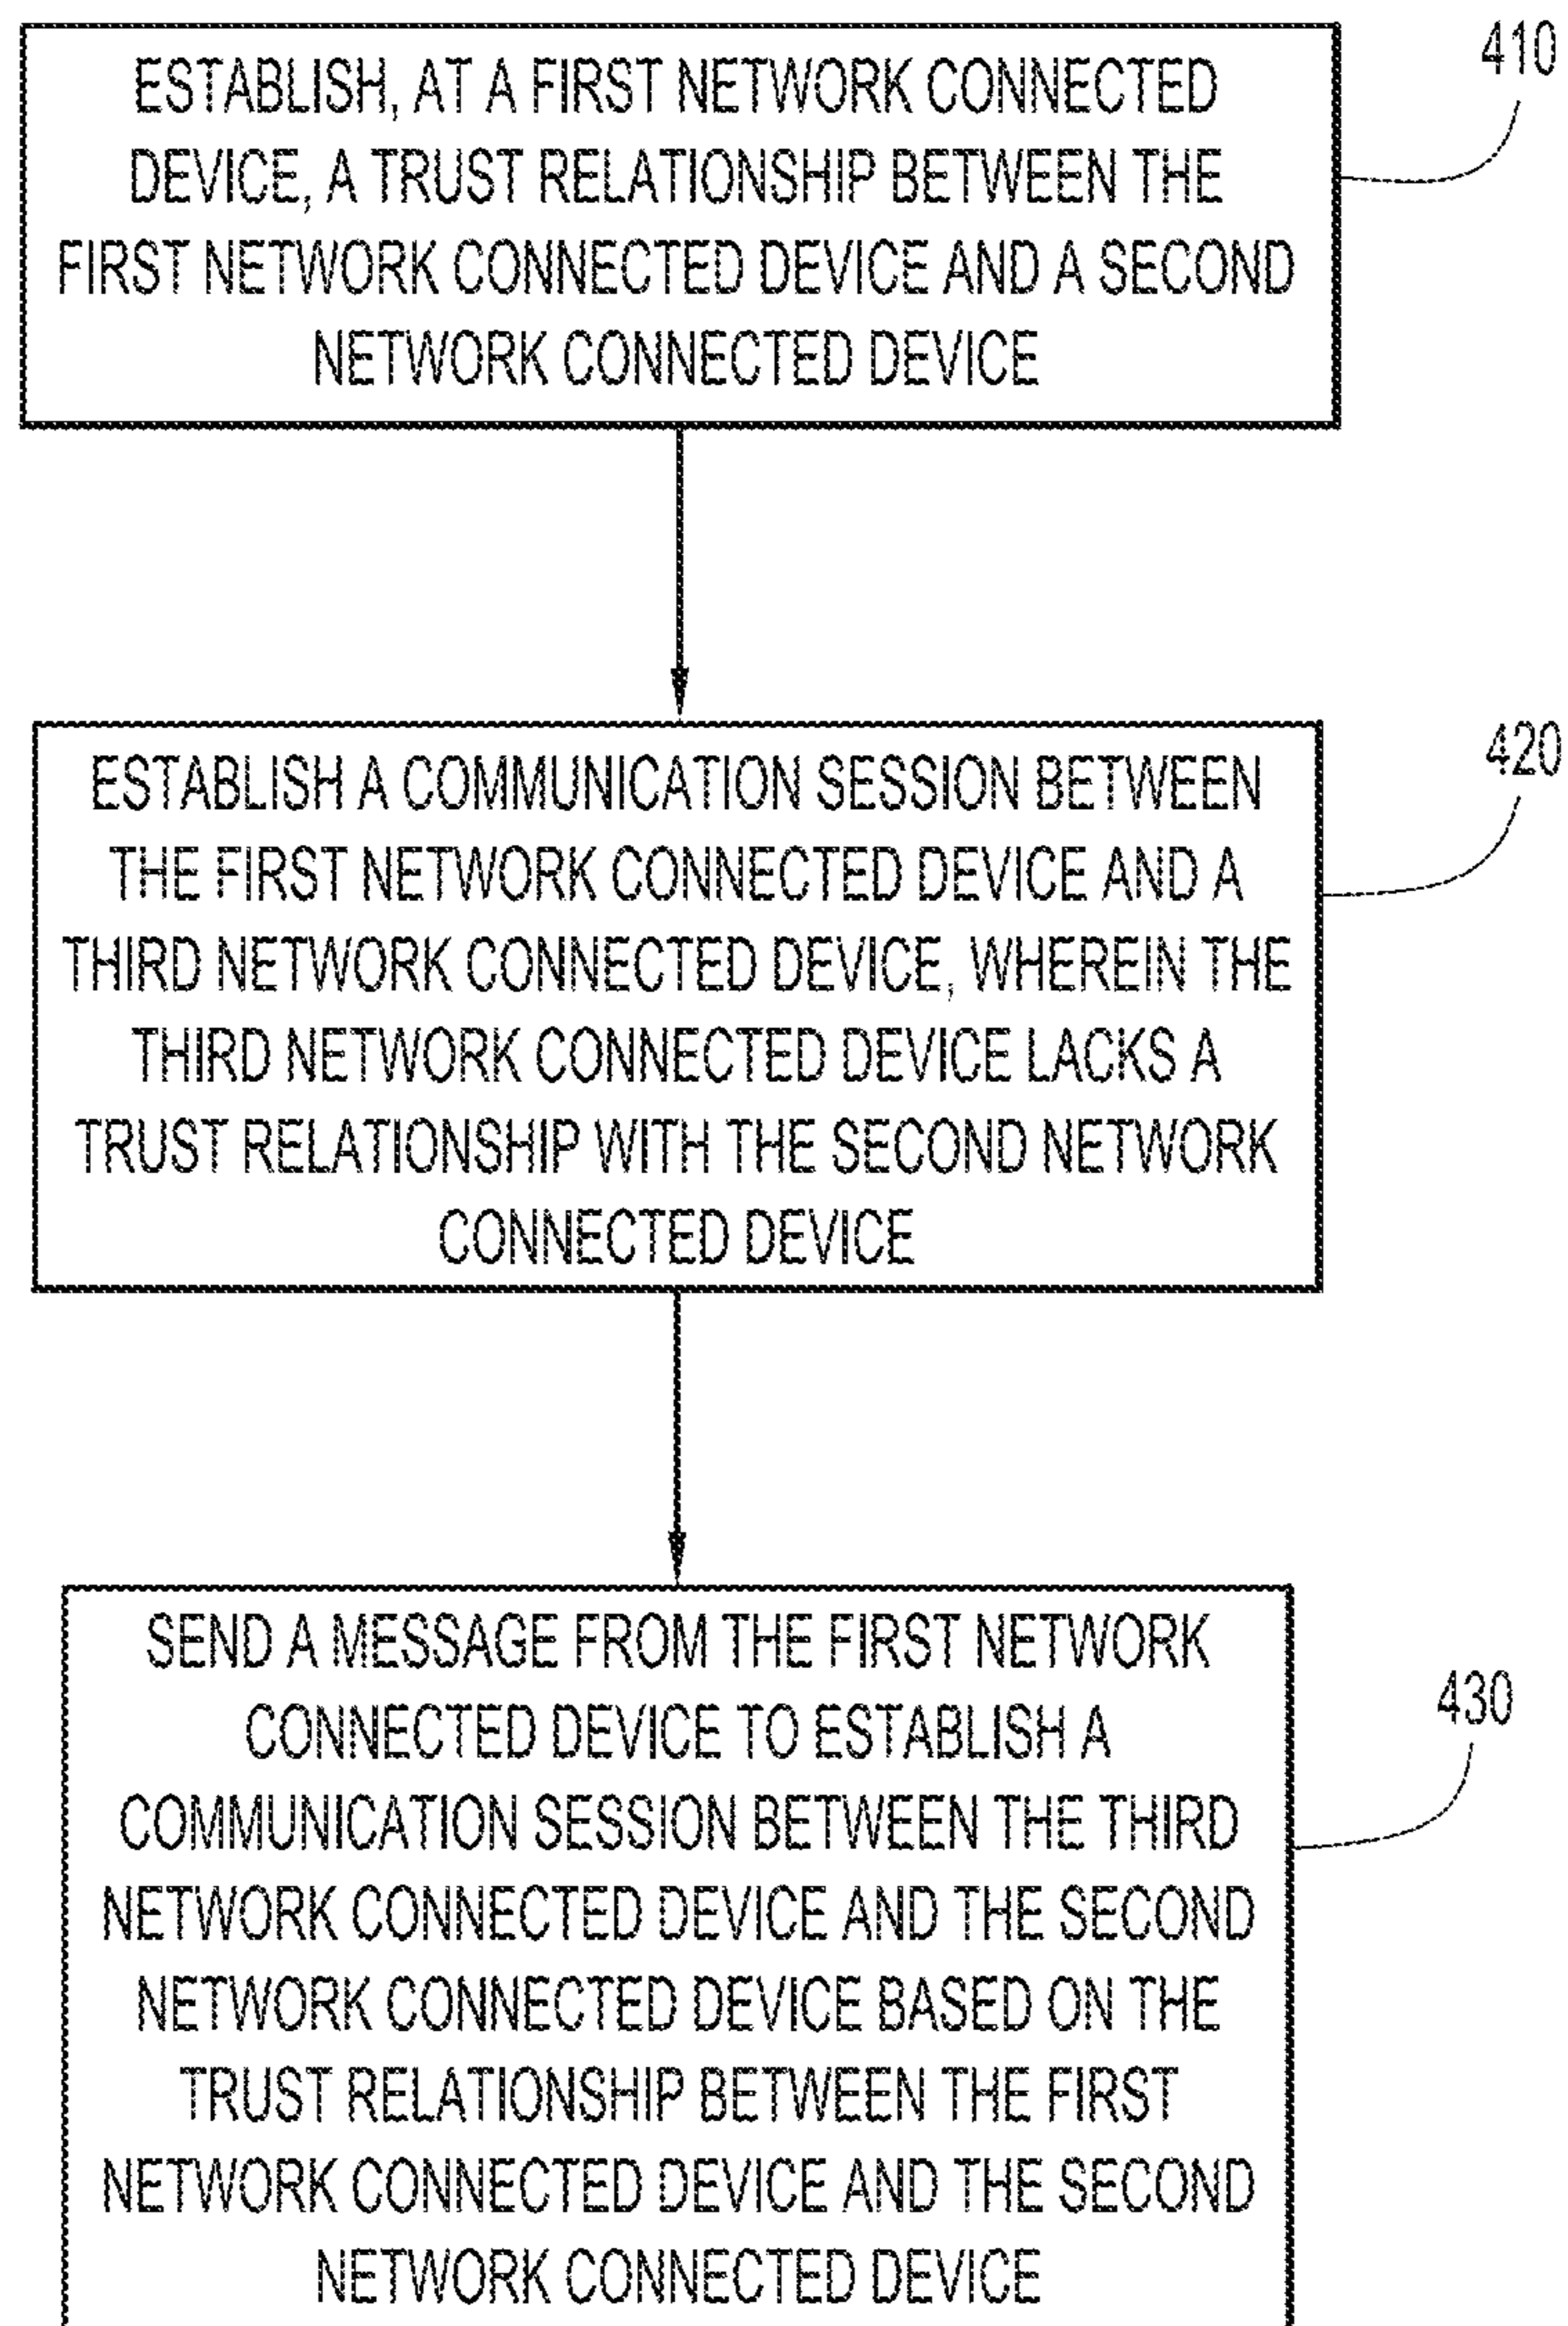 ESTABLISH, AT A FIRST NETWORK CONNECTED
DEVICE, A TRUST RELATIONSHIP BETWEEN THE
FIRST NETWORK CONNECTED DEVICE AND A SECOND
NETWORK CONNECTED DEVICE
410
ESTABLISH A COMMUNICATION SESSION BETWEEN
THE FIRST NETWORK CONNECTED DEVICE AND A
THIRD NETWORK CONNECTED DEVICE, WHEREIN THE
THIRD NETWORK CONNECTED DEVICE LACKS A
TRUST RELATIONSHIP WITH THE SECOND NETWORK
CONNECTED DEVICE
420
SEND A MESSAGE FROM THE FIRST NETWORK
CONNECTED DEVICE TO ESTABLISH A
COMMUNICATION SESSION BETWEEN THE THIRD
NETWORK CONNECTED DEVICE AND THE SECOND
NETWORK CONNECTED DEVICE BASED ON THE
TRUST RELATIONSHIP BETWEEN THE FIRST
NETWORK CONNECTED DEVICE AND THE SECOND
NETWORK CONNECTED DEVICE
430